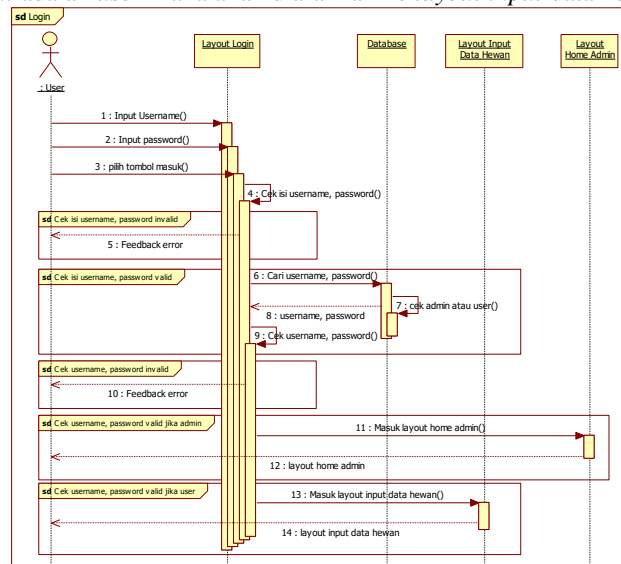 sd Login
Layout Login
Database
Layout Input
Data Hewan
Layout
Home Admin
: User
1 : Input Username()
2 : Input password()
3 : pilih tombol masuk()
4 : Cek isi username, password()
sd Cek isi username, password invalid
5 : Feedback error
sd Cek isi username, password valid
6 : Cari username, password()
7 : cek admin atau user()
8 : username, password
9 : Cek username, password()
sd Cek username, password invalid
10 : Feedback error
sd Cek username, password valid jika admin
11 : Masuk layout home admin()
12 : layout home admin
sd Cek username, password valid jika user
13 : Masuk layout input data hewan()
14 : layout input data hewan